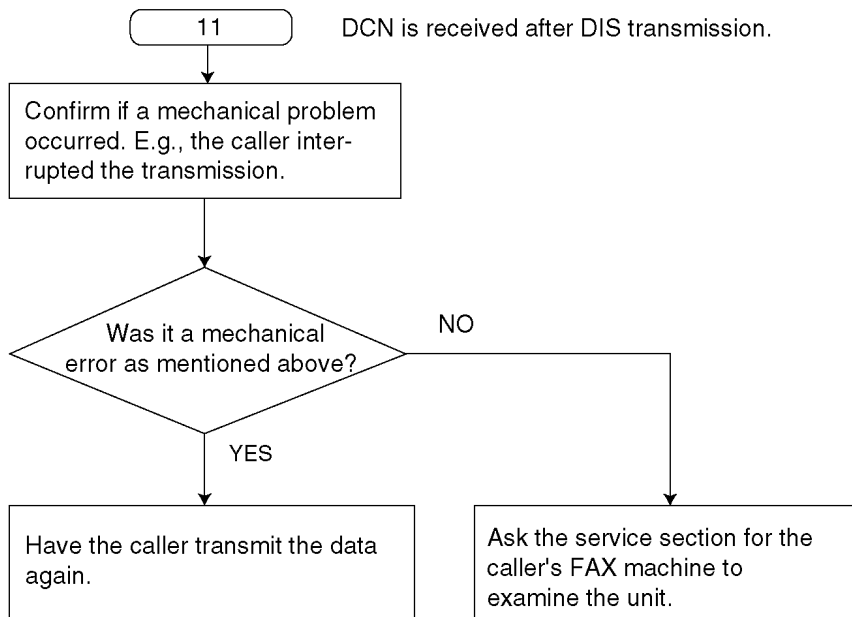 11
DCN is received after DIS transmission.
Confirm if a mechanical problem
occurred. E.g., the caller inter-
rupted the transmission.
Was it a mechanical
error as mentioned above?
NO
YES
Have the caller transmit the data
again.
Ask the service section for the
caller's FAX machine to
examine the unit.